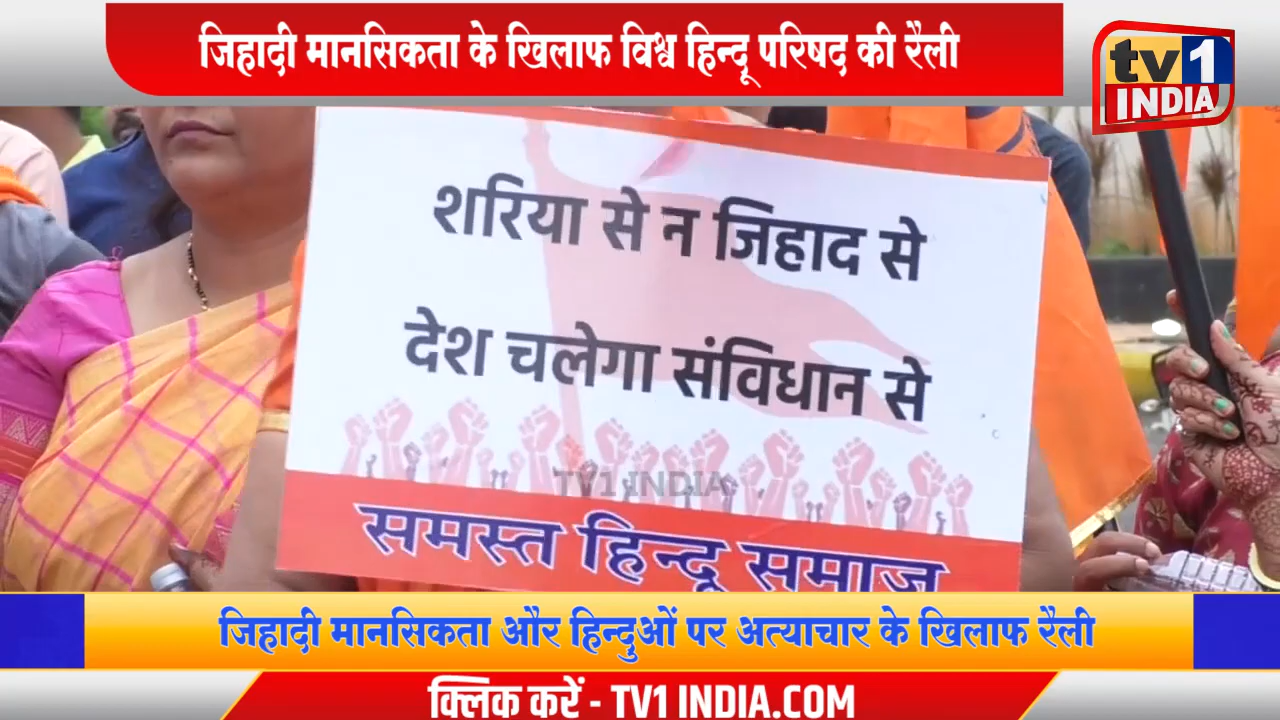 जिहादी मानसिकता के खिलाफ विश्व हिन्दू परिषद की रैली
tv1
INDIA
शरिया से न जिहाद से
देश चलेगा संविधान से
TV1 INDIA
समस्त हिन्दू समाज
जिहादी मानसिकता और हिन्दुओं पर अत्याचार के खिलाफ रैली
क्लिक करें - TV1 INDIA.COM